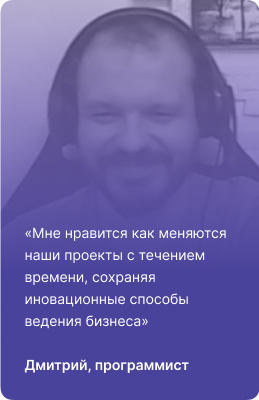 «Мне нравится как меняются
наши проекты с течением
времени, сохраняя
иновационные способы
ведения бизнеса»
Дмитрий, программист